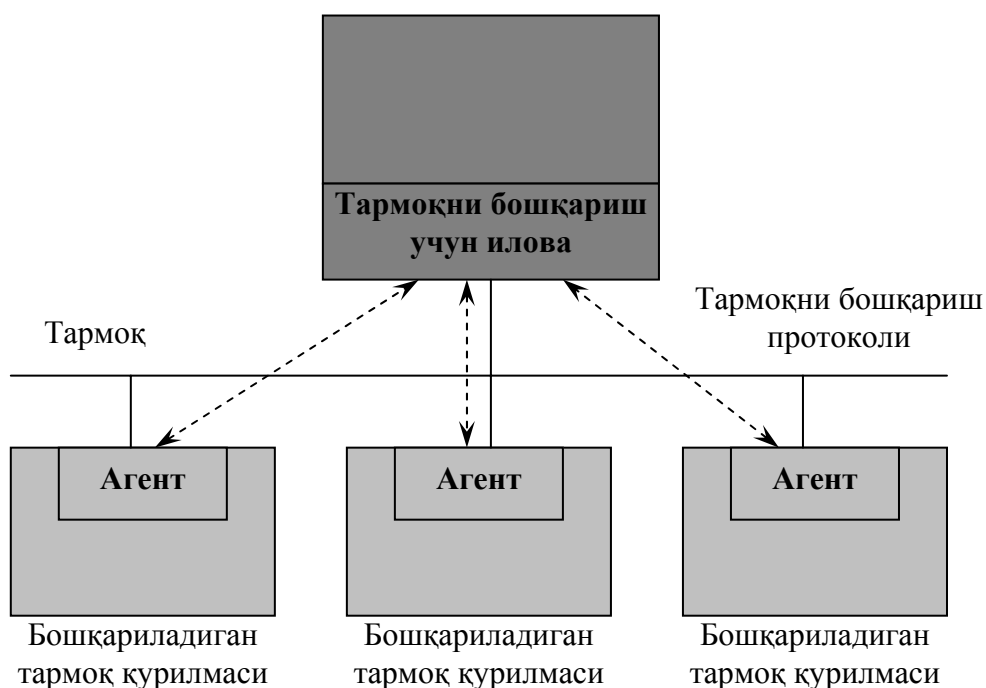 Тармоқни бошқариш
учун илова
Тармоқни бошқариш
протоколи
Тармоқ
Агент
Агент
Агент
Бошқариладиган
тармоқ қурилмаси
Бошқариладиган
тармоқ қурилмаси
Бошқариладиган
тармоқ қурилмаси